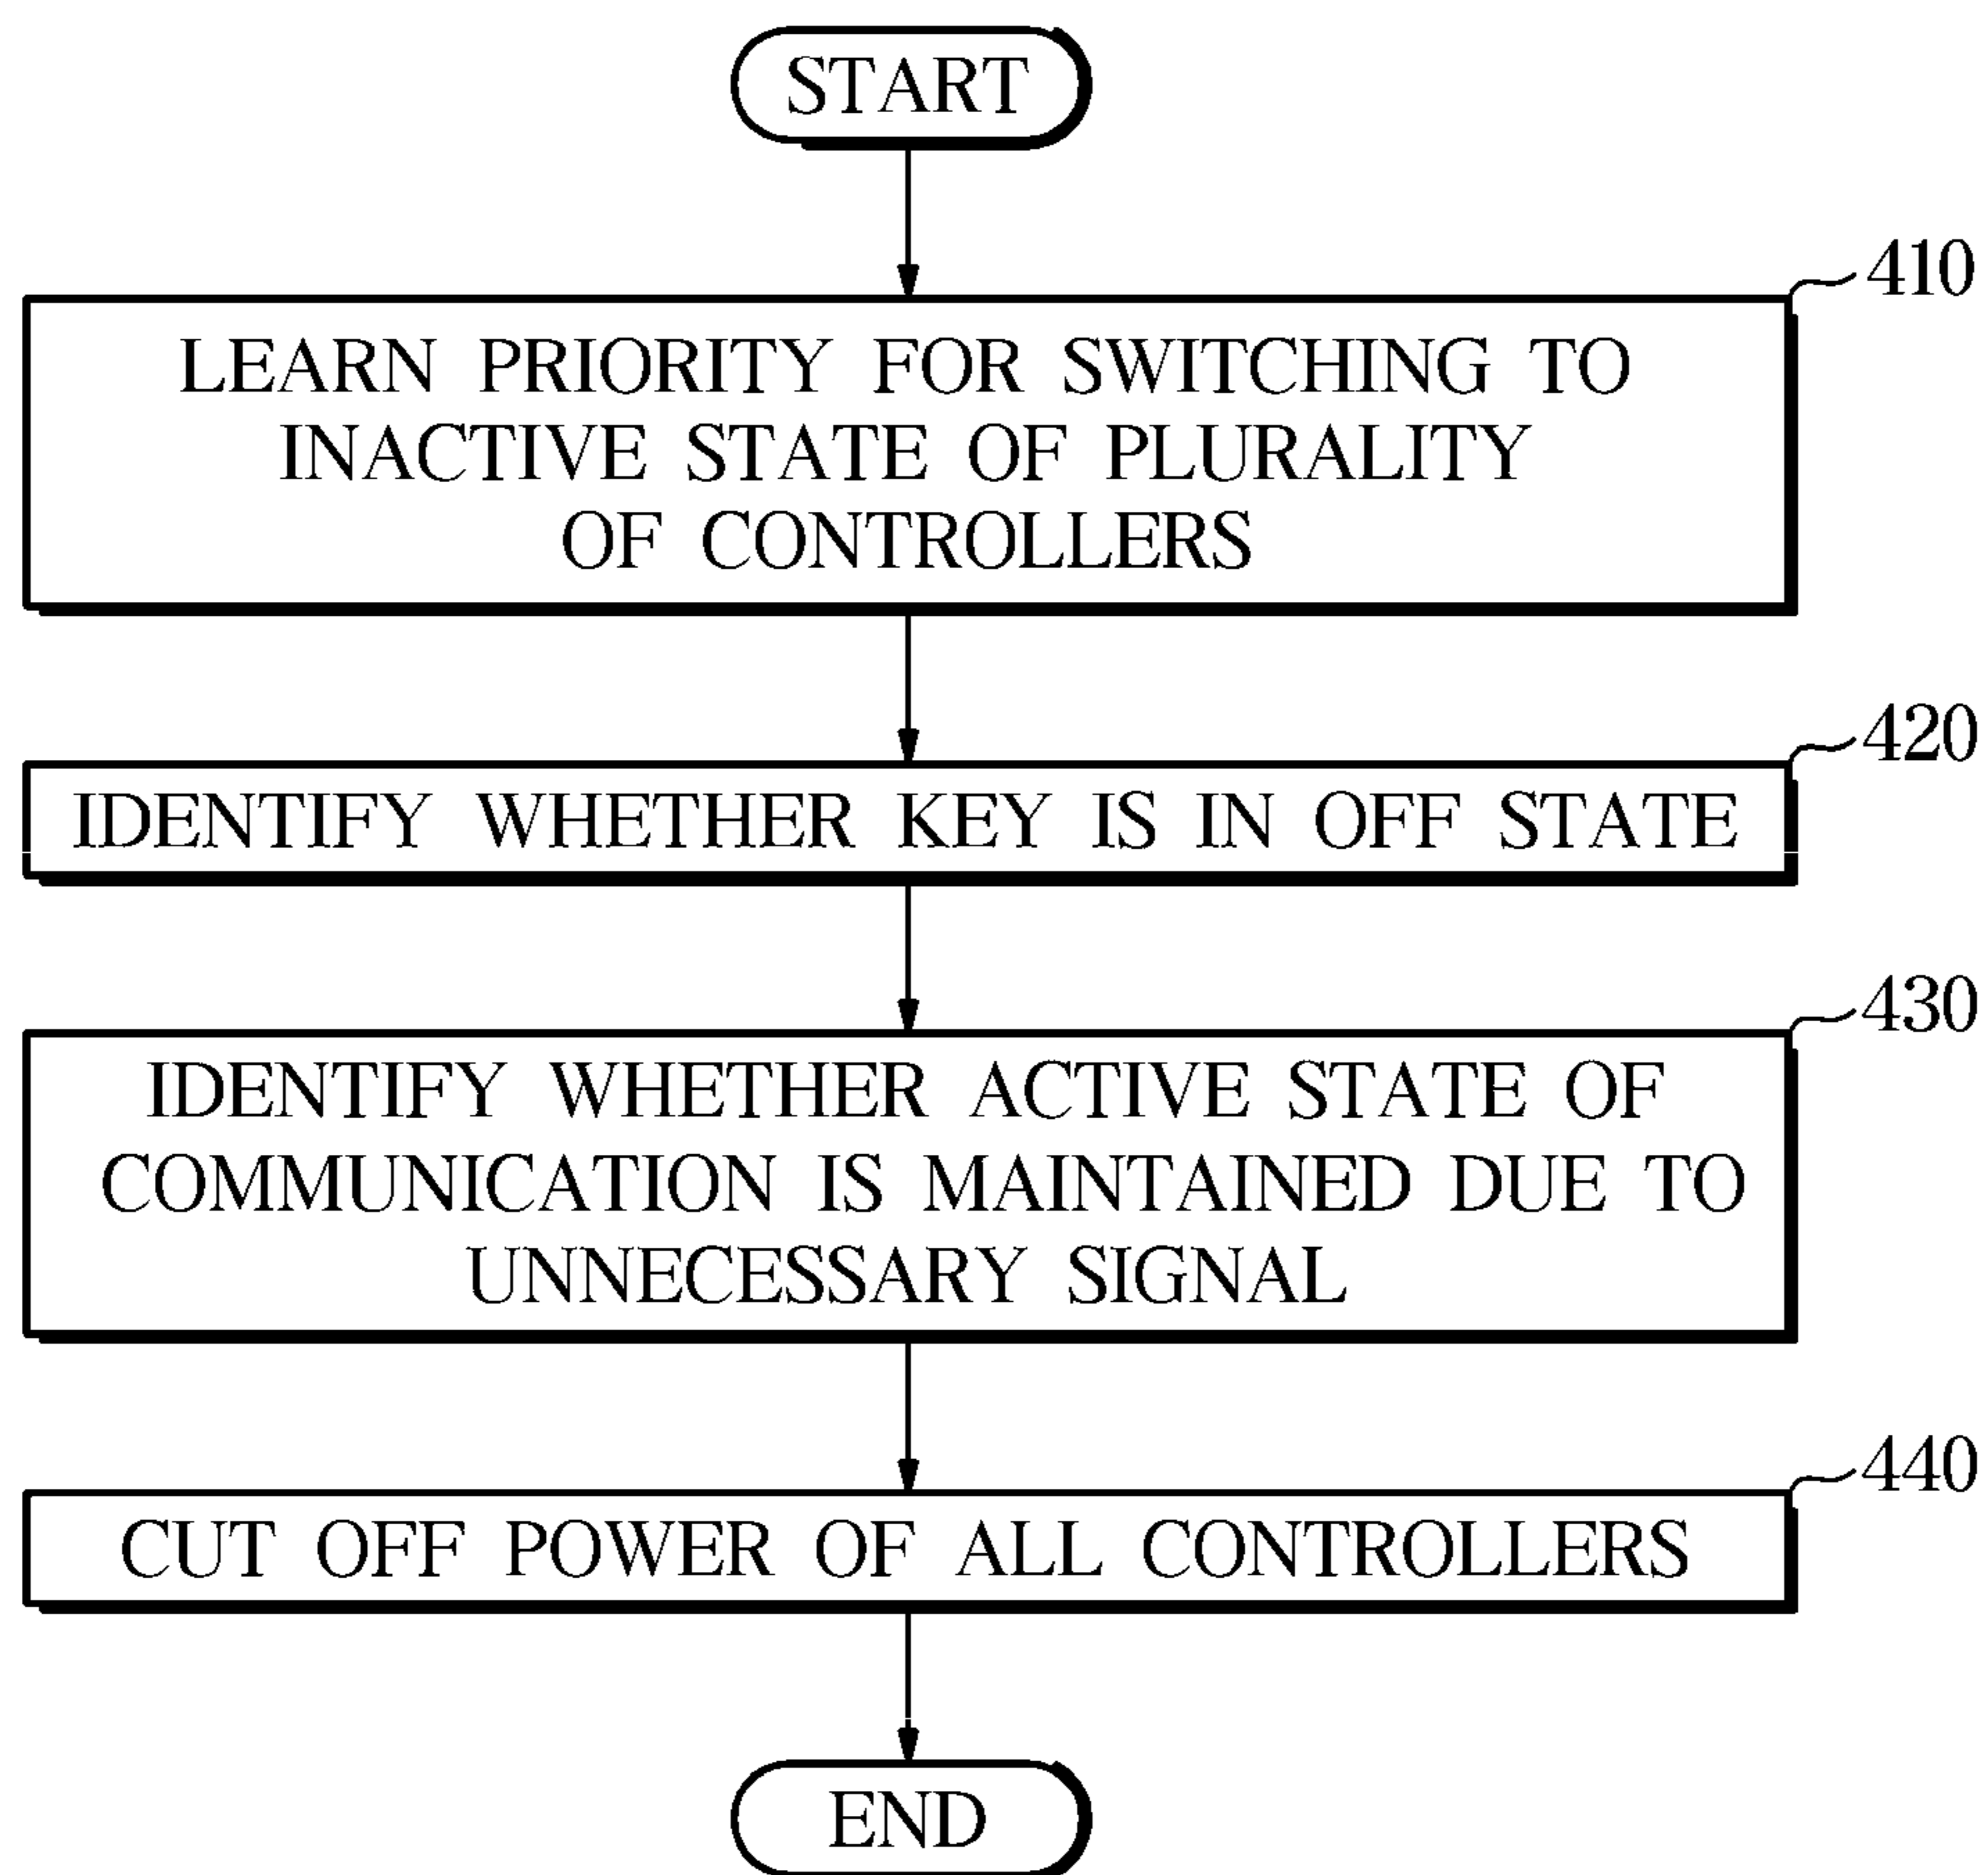 START
410
LEARN PRIORITY FOR SWITCHING TO
INACTIVE STATE OF PLURALITY
OF CONTROLLERS
420
IDENTIFY WHETHER KEY IS IN OFF STATE
430
IDENTIFY WHETHER ACTIVE STATE OF
COMMUNICATION IS MAINTAINED DUE TO
UNNECESSARY SIGNAL
440
CUT OFF POWER OF ALL CONTROLLERS
END